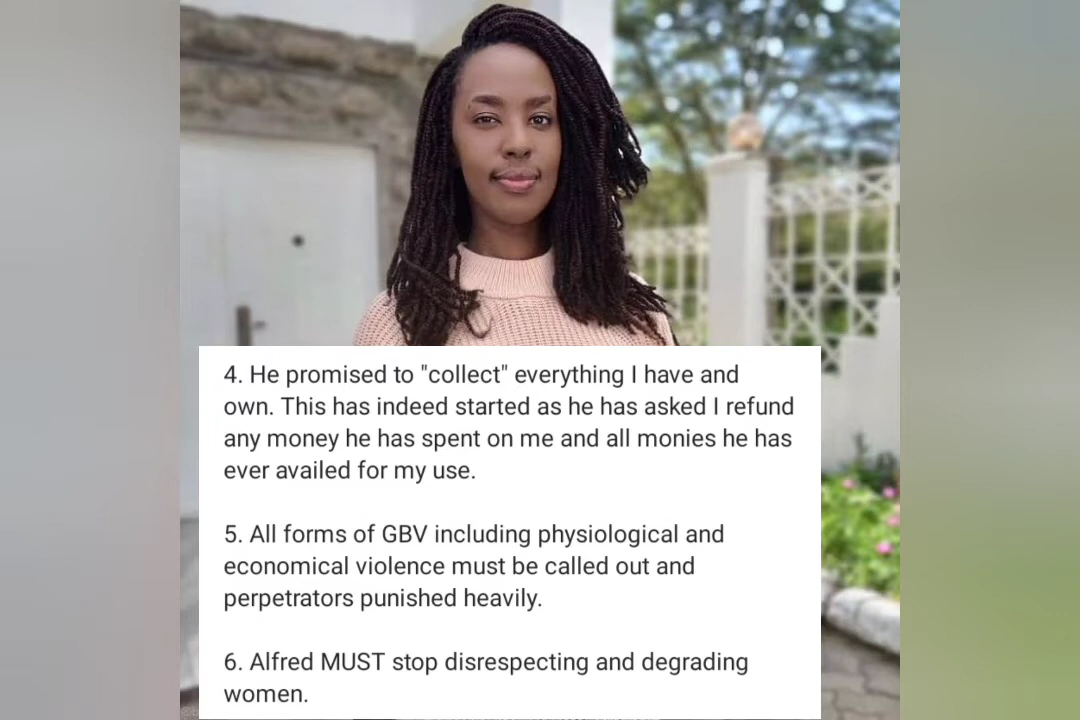 4. He promised to "collect" everything I have and
own. This has indeed started as he has asked I refund
any money he has spent on me and all monies he has
ever availed for my use.
5. All forms of GBV including physiological and
economical violence must be called out and
perpetrators punished heavily.
6. Alfred MUST stop disrespecting and degrading
women.